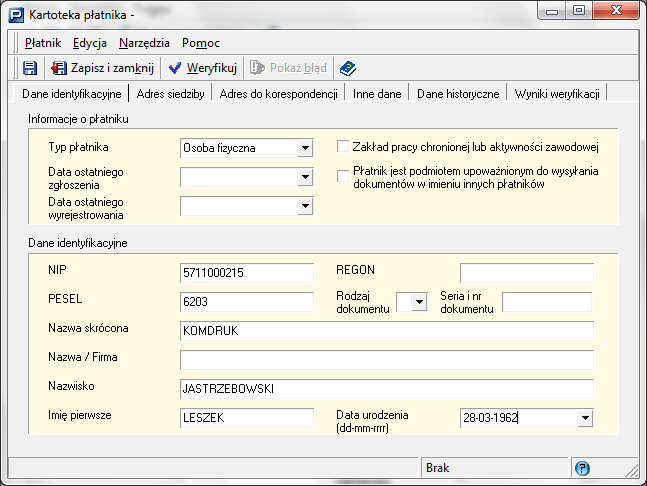 Kartoteka płatnika -
Płatnik Edycja Narzędzia Pomoc
Zapisz i zamknij Weryfikuj Pokaż błąd
Dane identyfikacyjne Adres siedziby Adres do korespondencji Inne dane Dane historyczne Wyniki weryfikacji
Informacje o płatniku
Typ płatnika Osoba fizyczna Zakład pracy chronionej lub aktywności zawodowej
Data ostatniego
zgłoszenia
Płatnik jest podmiotem upoważnionym do wysyłania
dokumentów w imieniu innych płatników
Data ostatniego
wyrejestrowania
Dane identyfikacyjne
NIP 5711000215 REGON
PESEL 6203
Rodzaj
dokumentu
Seria i nr
dokumentu
Nazwa skrócona KOMDRUK
Nazwa / Firma
Nazwisko JASTRZEBOWSKI
Imię pierwsze LESZEK
Data urodzenia
(dd-mm-rrrr)
28-03-1962
Brak